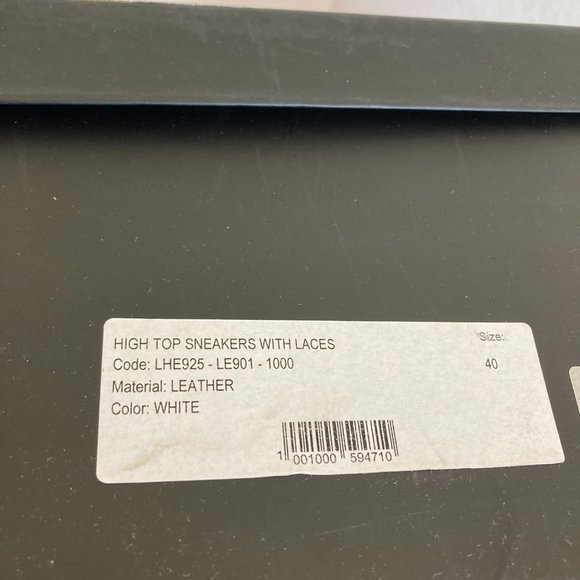 HIGH TOP SNEAKERS WITH LACES
Size:
Code: LHE925 - LE901 - 1000
40
Material: LEATHER
Color: WHITE
1 001000 594710